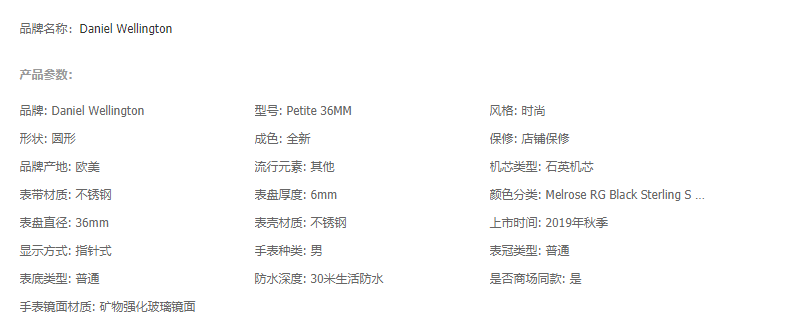 品牌名称：Daniel Wellington
产品参数：
品牌: Daniel Wellington 型号: Petite 36MM 风格: 时尚
形状: 圆形 成色: 全新 保修: 店铺保修
品牌产地: 欧美 流行元素: 其他 机芯类型: 石英机芯
表带材质: 不锈钢 表盘厚度: 6mm 颜色分类: Melrose RG Black Sterling S ...
表盘直径: 36mm 表壳材质: 不锈钢 上市时间: 2019年秋季
显示方式: 指针式 手表种类: 男 表冠类型: 普通
表底类型: 普通 防水深度: 30米生活防水 是否商场同款: 是
手表镜面材质: 矿物强化玻璃镜面